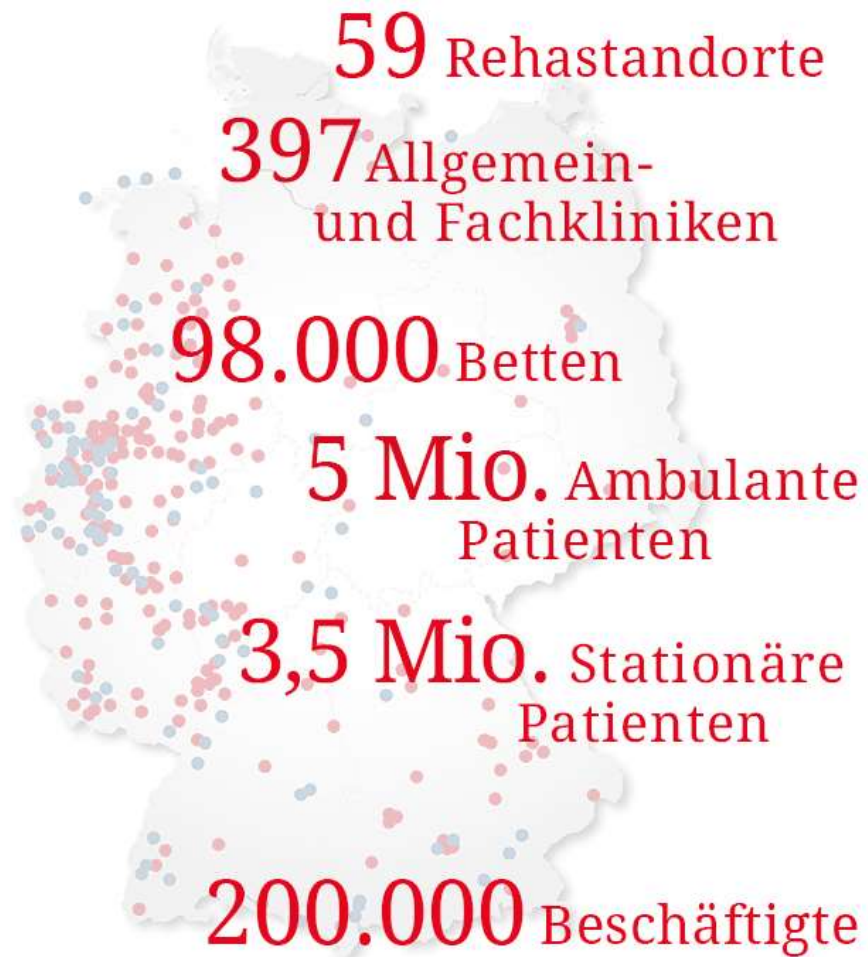 59 Rehastandorte
397 Allgemein-
und Fachkliniken
98.000 Betten
5 Mio. Ambulante
Patienten
3,5 Mio. Stationäre
Patienten
200.000 Beschäftigte